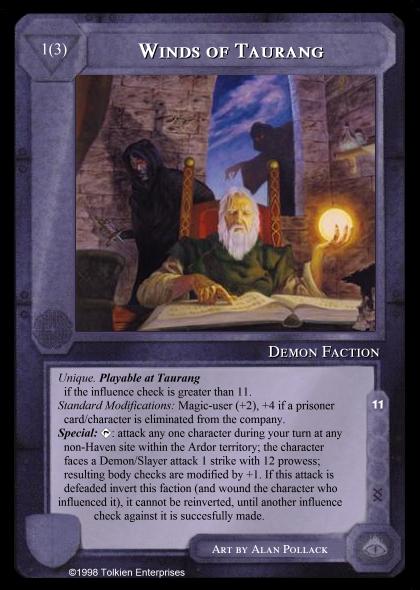 1(3)
WINDS OF TAURANG
DEMON FACTION
Unique. Playable at Taurang
if the influence check is greater than 11.
Standard Modifications: Magic-user (+2), +4 if a prisoner
card/character is eliminated from the company.
Special: : attack any one character during your turn at any
non-Haven site within the Ardor territory; the character
faces a Demon/Slayer attack 1 strike with 12 prowess;
resulting body checks are modified by +1. If this attack is
defeaded invert this faction (and wound the character who
influenced it), it cannot be reinverted, until another influence
check against it is succesfully made.
11
ART BY ALAN POLLACK
©1998 Tolkien Enterprises